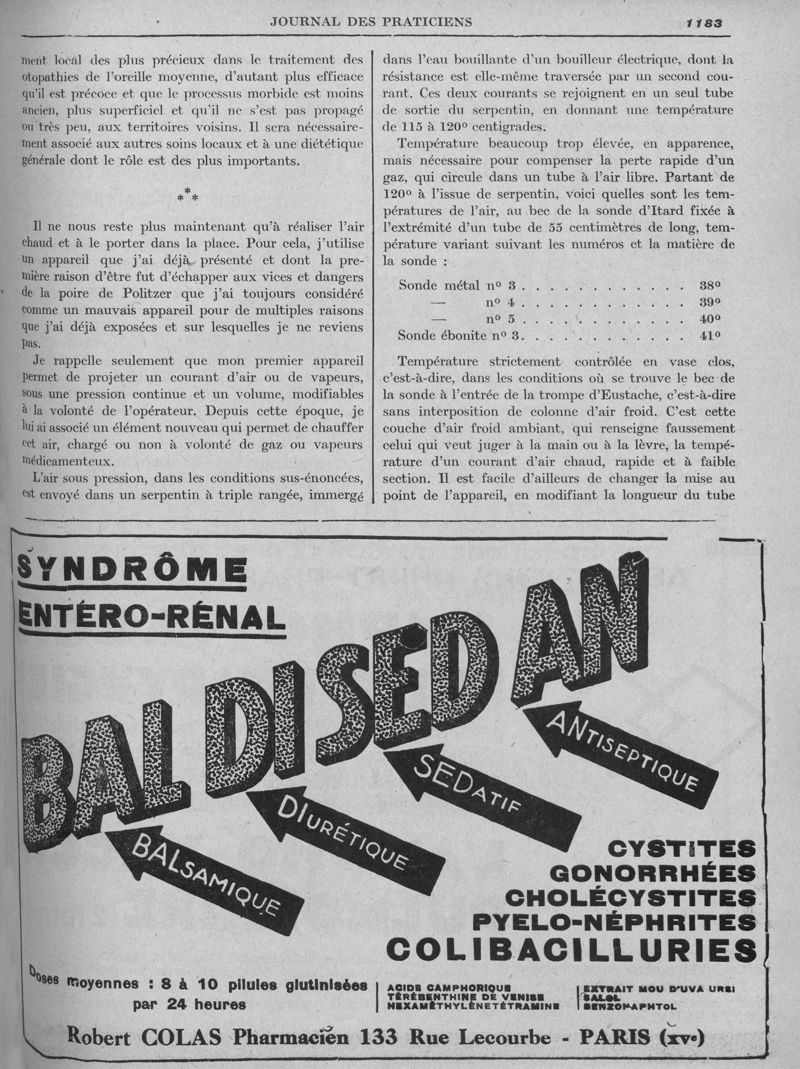 JOURNAL DES PRATICIENS
1183
ment local des plus précieux dans le traitement des
otopathies de l'oreille moyenne, d'autant plus efficace
qu'il est précoce et que le processus morbide est moins
ancien, plus superficiel et qu'il ne s'est pas propagé
ou très peu, aux territoires voisins. Il sera nécessaire-
ment associé aux autres soins locaux et à une diététique
générale dont le rôle est des plus importants.
***
Il ne nous reste plus maintenant qu'à réaliser l'air
chaud et à le porter dans la place. Pour cela, j'utilise
un appareil que j'ai déjà présenté et dont la pre-
mière raison d'être fut d'échapper aux vices et dangers
de la poire de Politzer que j'ai toujours considéré
comme un mauvais appareil pour de multiples raisons
que j'ai déjà exposées et sur lesquelles je ne reviens
pas.
Je rappelle seulement que mon premier appareil
permet de projeter un courant d'air ou de vapeurs,
sous une pression continue et un volume, modifiables
à la volonté de l'opérateur. Depuis cette époque, je
lui ai associé un élément nouveau qui permet de chauffer
cet air, chargé ou non à volonté de gaz ou vapeurs
médicamenteux.
L'air sous pression, dans les conditions sus-énoncées,
est envoyé dans un serpentin à triple rangée, immergé
dans l'eau bouillante d'un bouilleur électrique, dont la
résistance est elle-même traversée par un second cou-
rant. Ces deux courants se rejoignent en un seul tube
de sortie du serpentin, en donnant une température
de 115 à 120° centigrades.
Température beaucoup trop élevée, en apparence,
mais nécessaire pour compenser la perte rapide d'un
gaz, qui circule dans un tube à l'air libre. Partant de
120° à l'issue de serpentin, voici quelles sont les tem-
pératures de l'air, au bec de la sonde d'Itard fixée à
l'extrémité d'un tube de 55 centimètres de long, tem-
pérature variant suivant les numéros et la matière de
la sonde :
Sonde métal n° 3 . . . . . . . . . . . . 38°
— n° 4 . . . . . . . . . . . . 39°
— n° 5 . . . . . . . . . . . . 40°
Sonde ébonite n° 3. . . . . . . . . . . . 41°
Température strictement contrôlée en vase clos,
c'est-à-dire, dans les conditions où se trouve le bec de
la sonde à l'entrée de la trompe d'Eustache, c'est-à-dire
sans interposition de colonne d'air froid. C'est cette
couche d'air froid ambiant, qui renseigne faussement
celui qui veut juger à la main ou à la lèvre, la tempé-
rature d'un courant d'air chaud, rapide et à faible
section. Il est facile d'ailleurs de changer la mise au
point de l'appareil, en modifiant la longueur du tube
SYNDRÔME
ENTÉRO-RÉNAL
BAL DI SED AN
BALSAMIQUE
DIURÉTIQUE
SÉDATIF
ANTISEPTIQUE
CYSTITES
GONORRHÉES
CHOLÉCYSTITES
PYELO-NÉPHRITES
COLIBACILLURIES
Doses moyennes : 8 à 10 pilules glutinisées
par 24 heures
ACIDE CAMPHORIQUE
TÉRÉBENTHINE DE VENISE
HEXAMÉTHYLÈNETÉTRAMINE
EXTRAIT MOU D'UVA URSI
SALOL
BENZONAPHTOL
Robert COLAS Pharmacien 133 Rue Lecourbe - PARIS (xve)